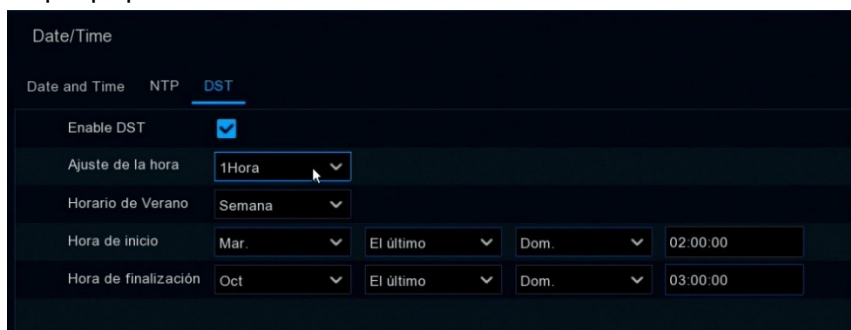 Date/Time
Date and Time NTP DST
Enable DST
Ajuste de la hora 1Hora
Horario de Verano Semana
Hora de inicio Mar. El último Dom. 02:00:00
Hora de finalización Oct El último Dom. 03:00:00